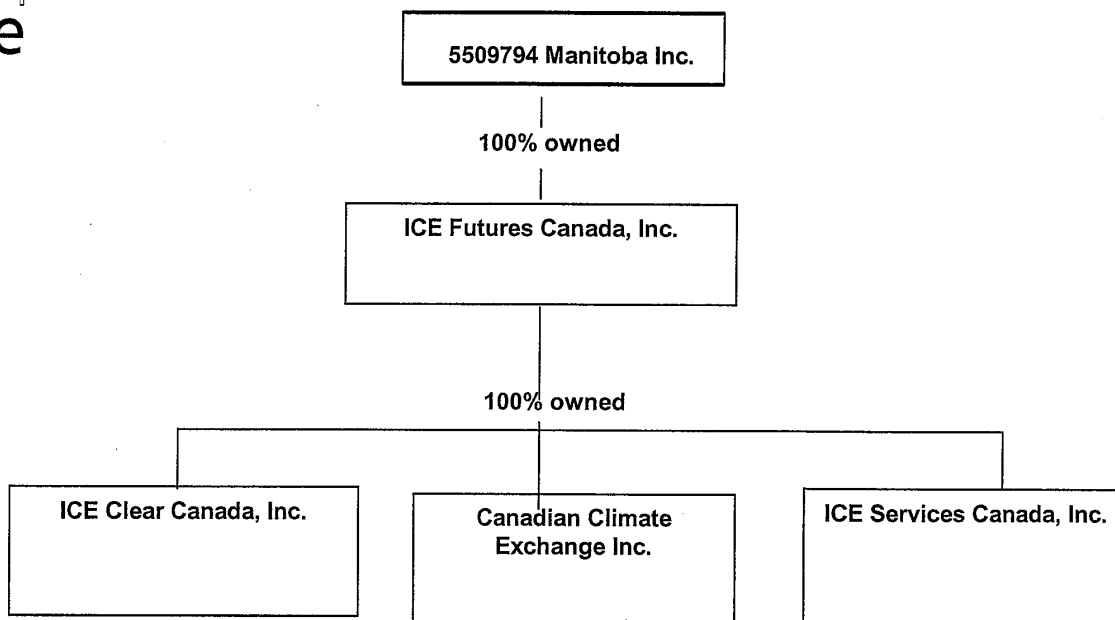 e
5509794 Manitoba Inc.
100% owned
ICE Futures Canada, Inc.
100% owned
ICE Clear Canada, Inc.
Canadian Climate
Exchange Inc.
ICE Services Canada, Inc.